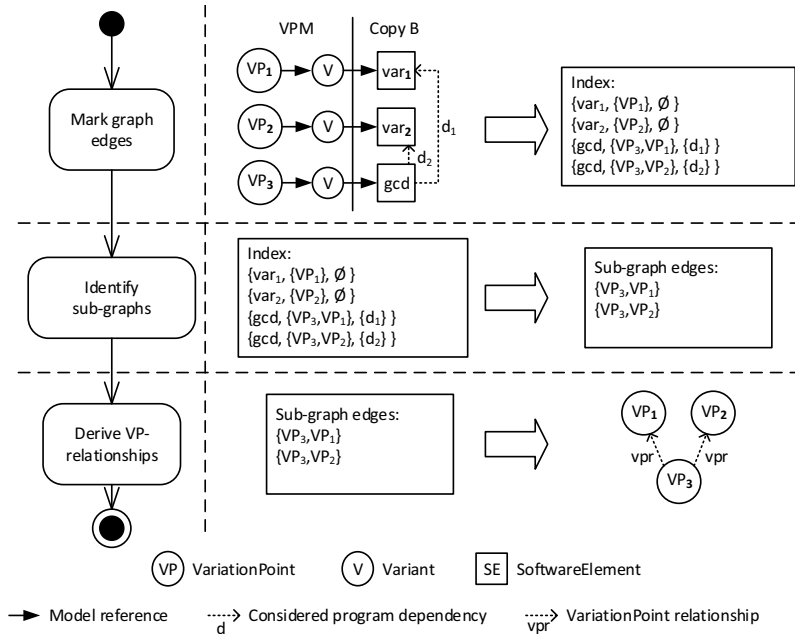 VPM
Copy B
Mark graph
edges
VP₁
V
var₁
VP₂
V
var₂
VP₃
V
gcd
d₁
d₂
Index:
{var₁, {VP₁}, Ø }
{var₂, {VP₂}, Ø }
{gcd, {VP₃,VP₁}, {d₁} }
{gcd, {VP₃,VP₂}, {d₂} }
Identify
sub-graphs
Index:
{var₁, {VP₁}, Ø }
{var₂, {VP₂}, Ø }
{gcd, {VP₃,VP₁}, {d₁} }
{gcd, {VP₃,VP₂}, {d₂} }
Sub-graph edges:
{VP₃,VP₁}
{VP₃,VP₂}
Derive VP-
relationships
Sub-graph edges:
{VP₃,VP₁}
{VP₃,VP₂}
VP₁
VP₂
vpr
vpr
VP₃
VP VariationPoint
V Variant
SE SoftwareElement
Model reference
d Considered program dependency
vpr VariationPoint relationship